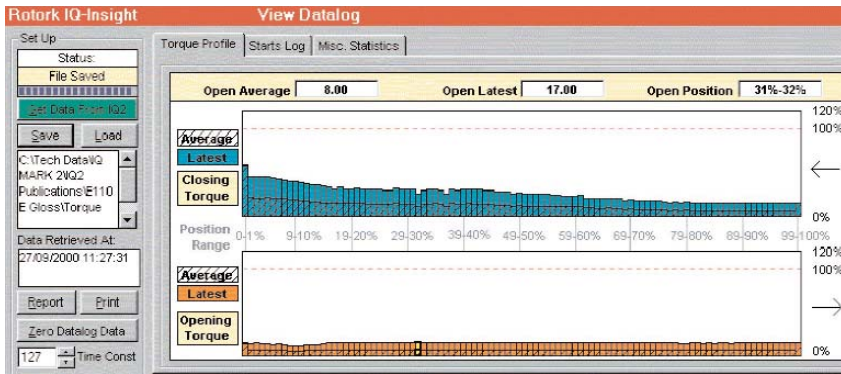 Rotork IQ-Insight
View Datalog
Set Up
Status:
File Saved
Get Data From IQ2
Save
Load
C:\Tech Data\IQ
MARK 2\IQ2
Publications\E110
E Gloss\Torque
Data Retrieved At:
27/09/2000 11:27:31
Report
Print
Zero Datalog Data
127
Time Const
Torque Profile
Starts Log
Misc. Statistics
Open Average
8.00
Open Latest
17.00
Open Position
31%-32%
120%
100%
Average
Latest
Closing
Torque
0%
Position
Range
0-1% 9-10% 19-20% 29-30% 39-40% 49-50% 59-60% 69-70% 79-80% 89-90% 99-100%
120%
100%
Average
Latest
Opening
Torque
0%